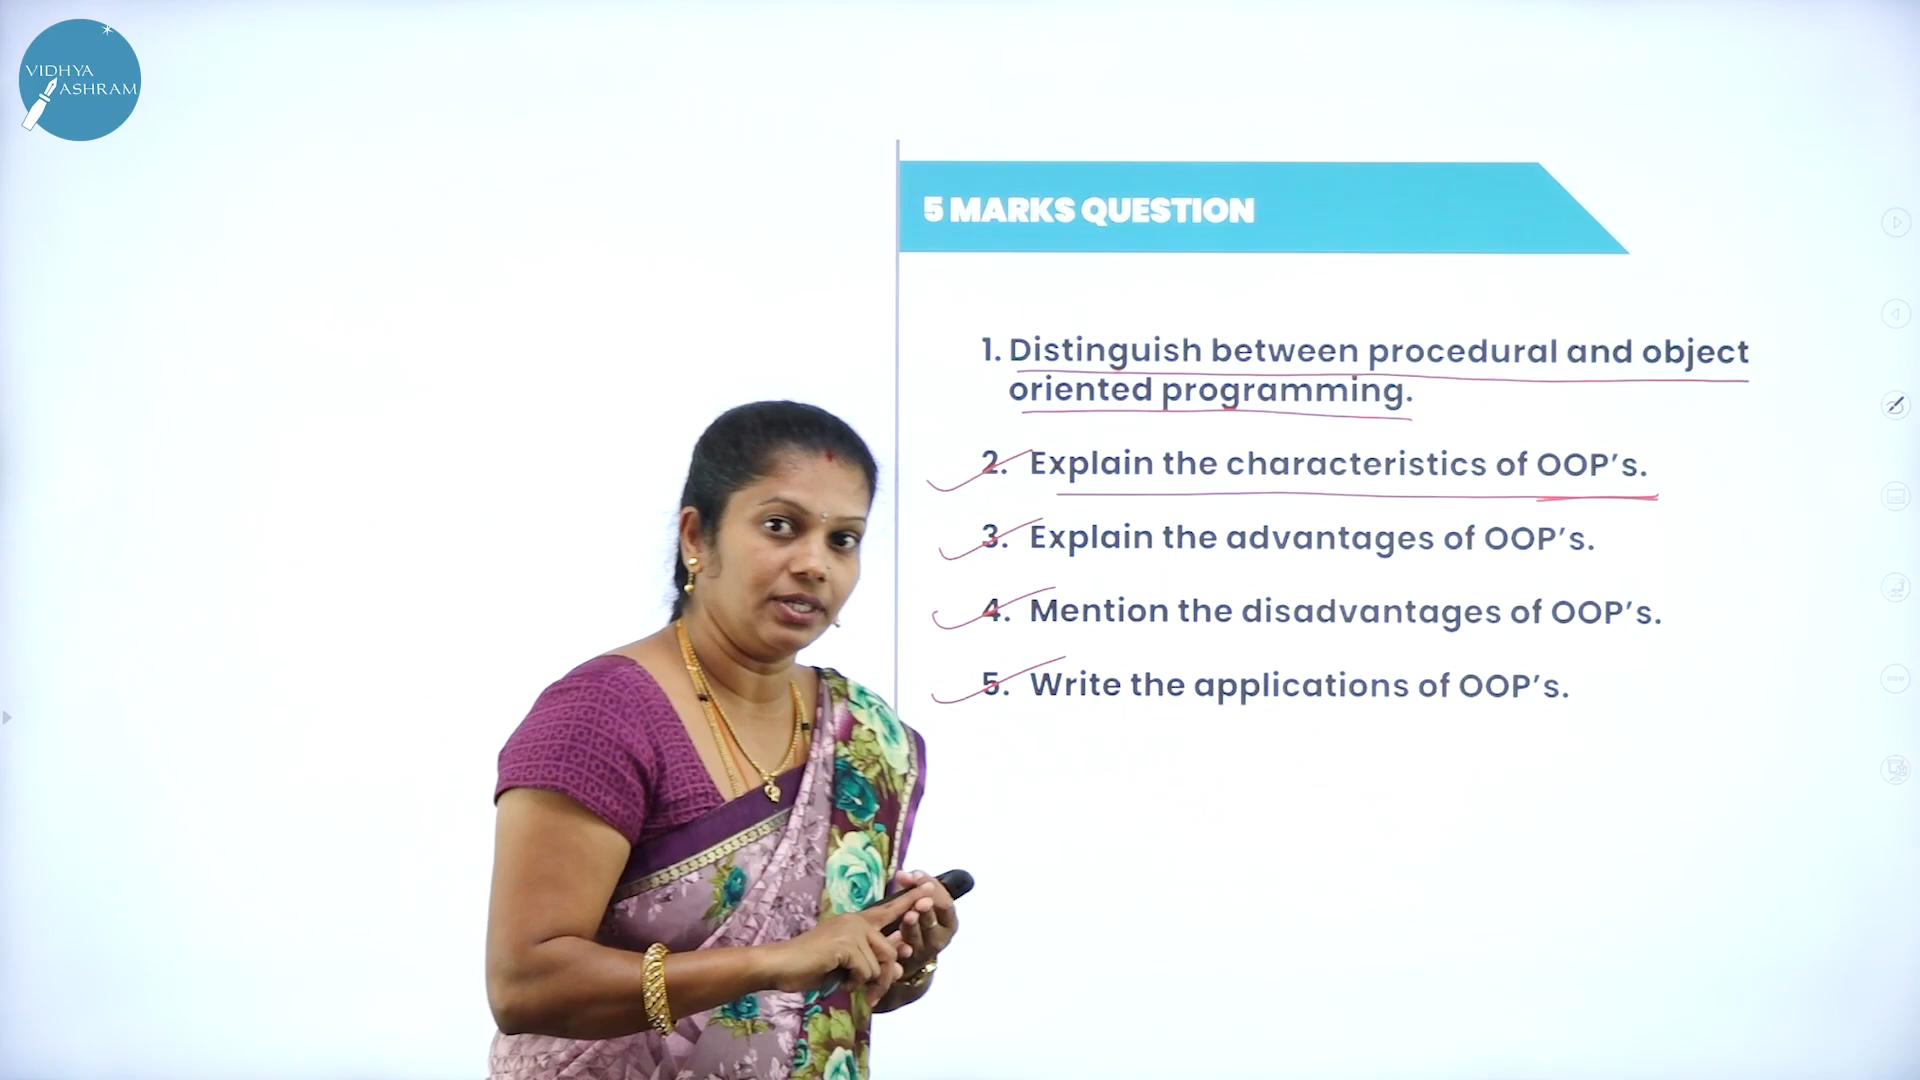 VIDHYA
ASHRAM
5 MARKS QUESTION
1. Distinguish between procedural and object
oriented programming.
2. Explain the characteristics of OOP's.
3. Explain the advantages of OOP's.
4. Mention the disadvantages of OOP's.
5. Write the applications of OOP's.